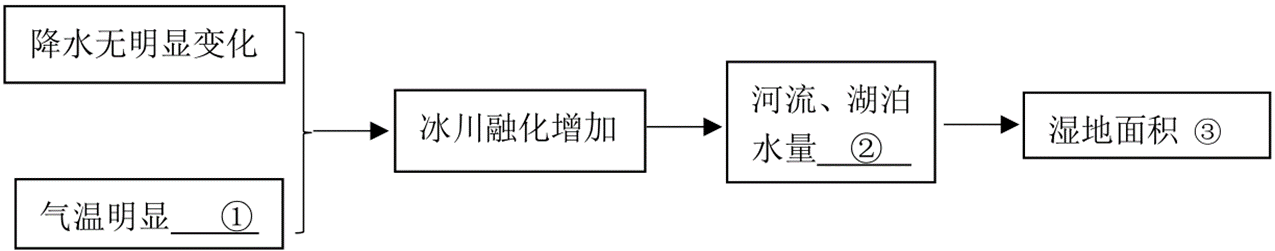 降水无明显变化
气温明显 ①
冰川融化增加
河流、湖泊
水量 ②
湿地面积 ③